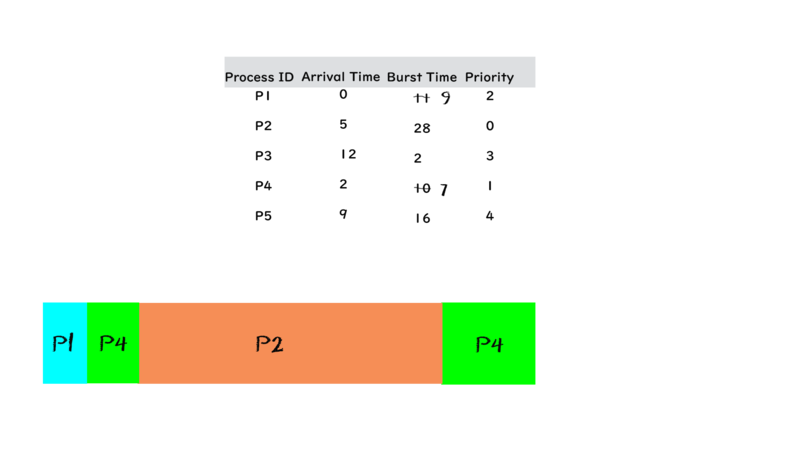 Process ID Arrival Time Burst Time Priority
P1 0 11 9 2
P2 5 28 0
P3 12 2 3
P4 2 10 7 1
P5 9 16 4
P1 P4 P2 P4